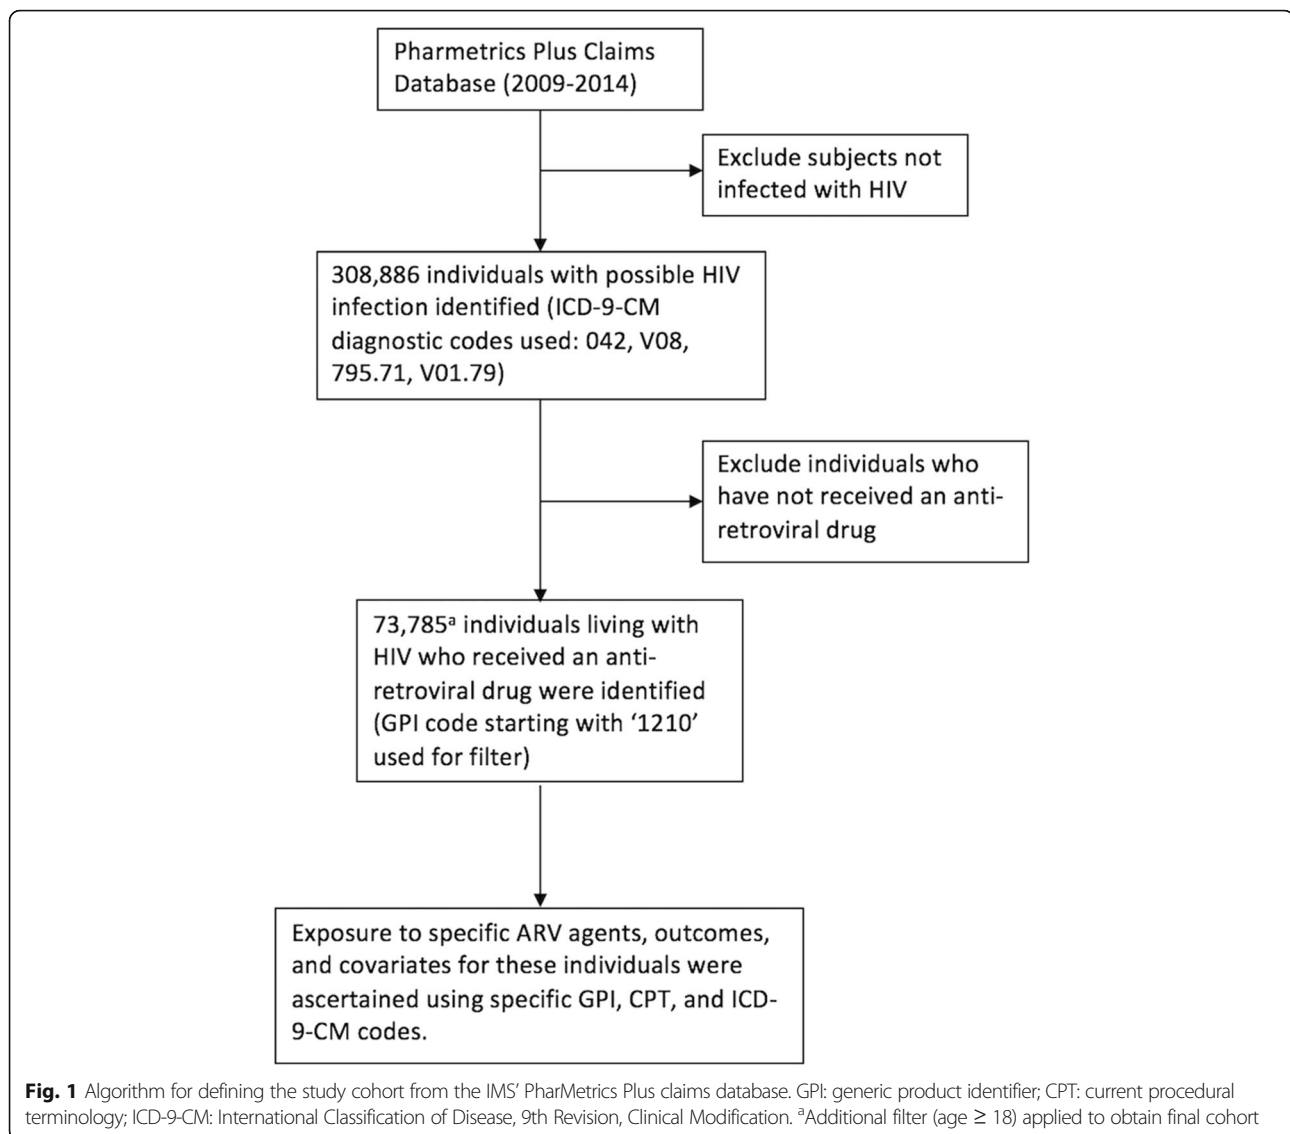 Pharmetrics Plus Claims
Database (2009-2014)
Exclude subjects not
infected with HIV
308,886 individuals with possible HIV
infection identified (ICD-9-CM
diagnostic codes used: 042, V08,
795.71, V01.79)
Exclude individuals who
have not received an anti-
retroviral drug
73,785ᵃ individuals living with
HIV who received an anti-
retroviral drug were identified
(GPI code starting with ‘1210’
used for filter)
Exposure to specific ARV agents, outcomes,
and covariates for these individuals were
ascertained using specific GPI, CPT, and ICD-
9-CM codes.
Fig. 1 Algorithm for defining the study cohort from the IMS’ PharMetrics Plus claims database. GPI: generic product identifier; CPT: current procedural
terminology; ICD-9-CM: International Classification of Disease, 9th Revision, Clinical Modification. ᵃAdditional filter (age ≥ 18) applied to obtain final cohort